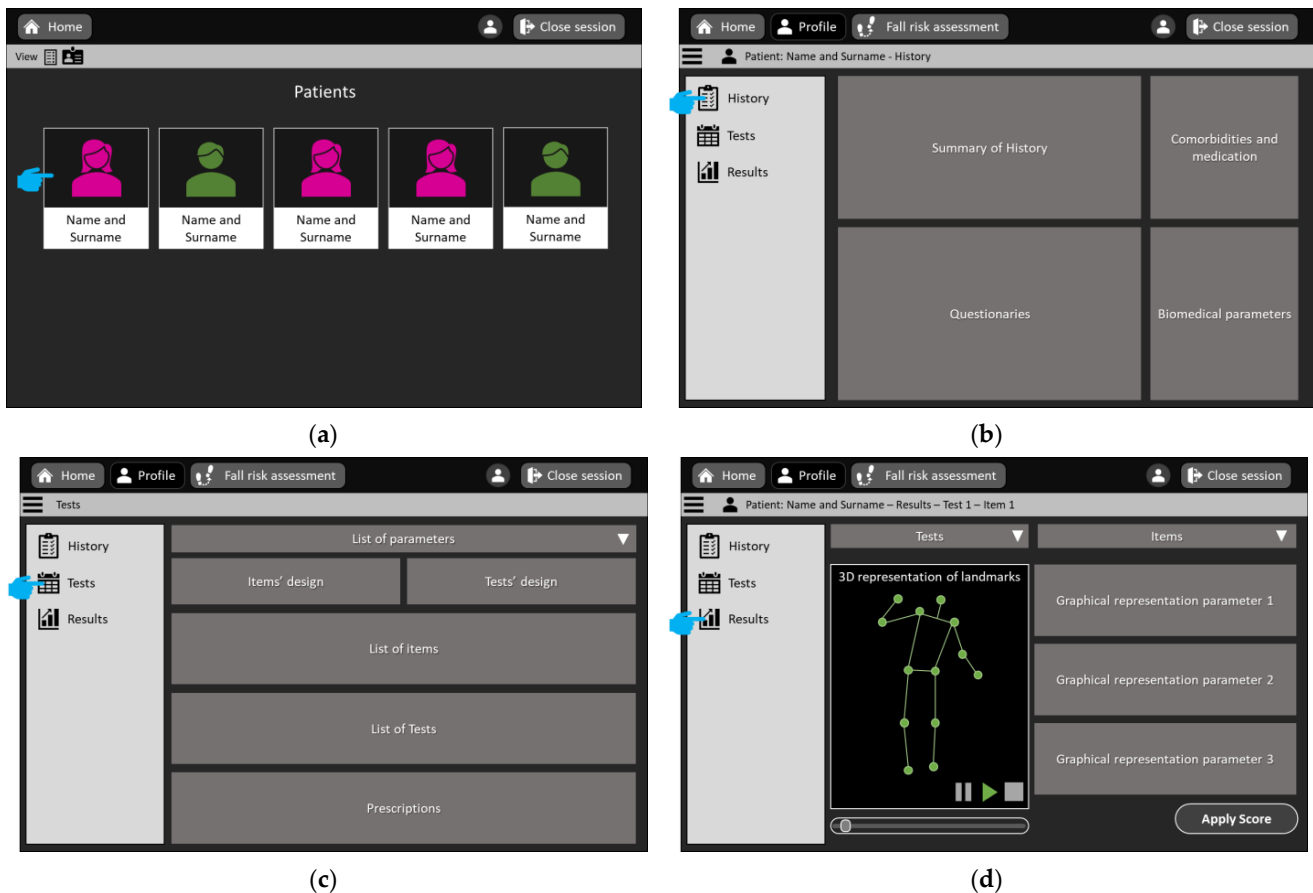 Home
Close session
View
Patients
Name and
Surname
Name and
Surname
Name and
Surname
Name and
Surname
Name and
Surname
(a)
Home
Profile
Fall risk assessment
Close session
Patient: Name and Surname - History
History
Tests
Results
Summary of History
Comorbidities and
medication
Questionaries
Biomedical parameters
(b)
Home
Profile
Fall risk assessment
Close session
Tests
History
Tests
Results
List of parameters
Items' design
Tests' design
List of items
List of Tests
Prescriptions
(c)
Home
Profile
Fall risk assessment
Close session
Patient: Name and Surname – Results – Test 1 – Item 1
History
Tests
Results
Tests
Items
3D representation of landmarks
Graphical representation parameter 1
Graphical representation parameter 2
Graphical representation parameter 3
Apply Score
(d)